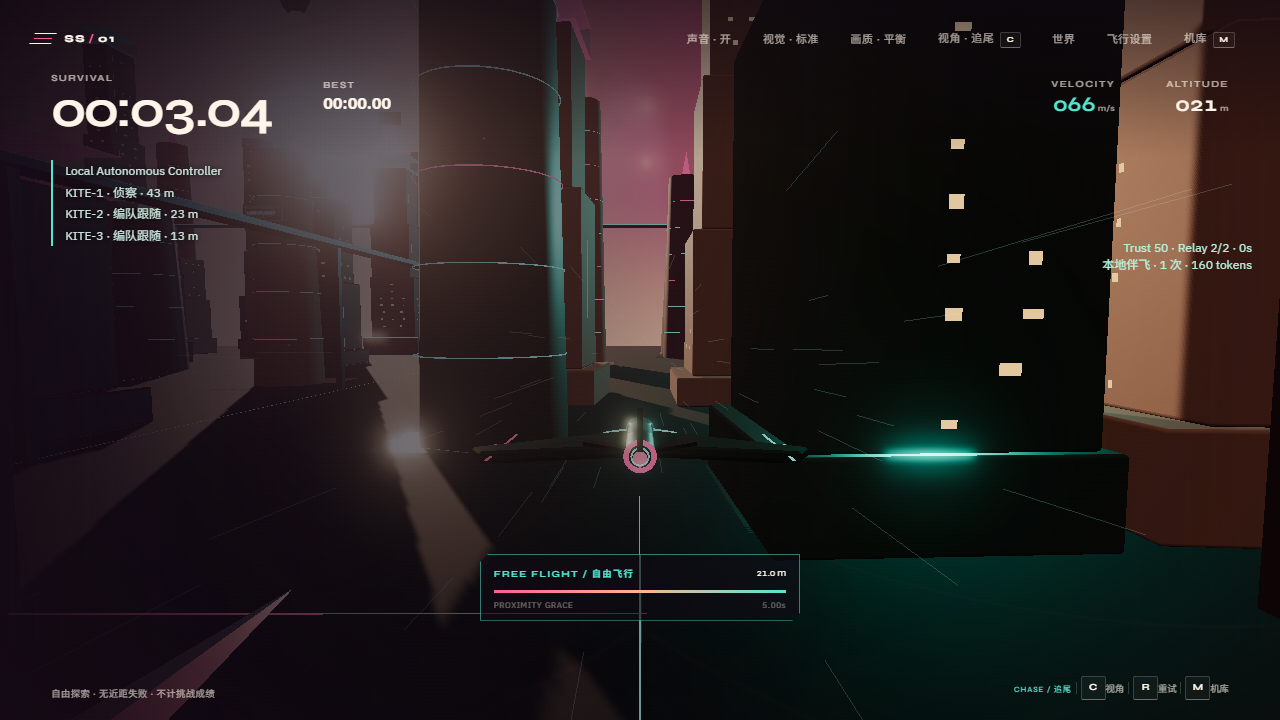 SS / 01
声音 · 开
视觉 · 标准
画质 · 平衡
视角 · 追尾 C
世界
飞行设置
机库 M
SURVIVAL
00:03.04
BEST
00:00.00
VELOCITY
066 m/s
ALTITUDE
021 m
Local Autonomous Controller
KITE-1 · 侦察 · 43 m
KITE-2 · 编队跟随 · 23 m
KITE-3 · 编队跟随 · 13 m
Trust 50 · Relay 2/2 · 0s
本地伴飞 · 1 次 · 160 tokens
FREE FLIGHT / 自由飞行
21.0 m
PROXIMITY GRACE
5.00s
自由探索 · 无近距失败 · 不计挑战成绩
CHASE / 追尾 C 视角 R 重试 M 机库